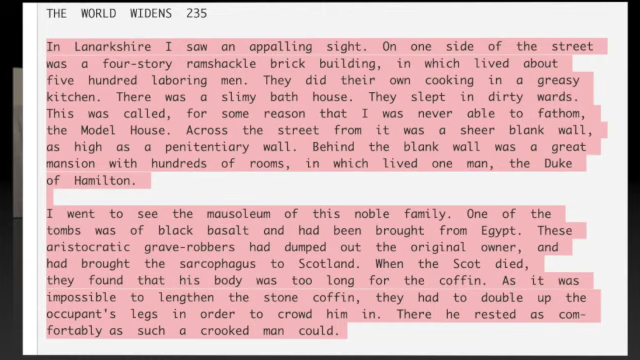 THE WORLD WIDENS 235
In Lanarkshire I saw an appalling sight. On one side of the street
was a four-story ramshackle brick building, in which lived about
five hundred laboring men. They did their own cooking in a greasy
kitchen. There was a slimy bath house. They slept in dirty wards.
This was called, for some reason that I was never able to fathom,
the Model House. Across the street from it was a sheer blank wall,
as high as a penitentiary wall. Behind the blank wall was a great
mansion with hundreds of rooms, in which lived one man, the Duke
of Hamilton.
I went to see the mausoleum of this noble family. One of the
tombs was of black basalt and had been brought from Egypt. These
aristocratic grave-robbers had dumped out the original owner, and
had brought the sarcophagus to Scotland. When the Scot died,
they found that his body was too long for the coffin. As it was
impossible to lengthen the stone coffin, they had to double up the
occupant's legs in order to crowd him in. There he rested as com-
fortably as such a crooked man could.